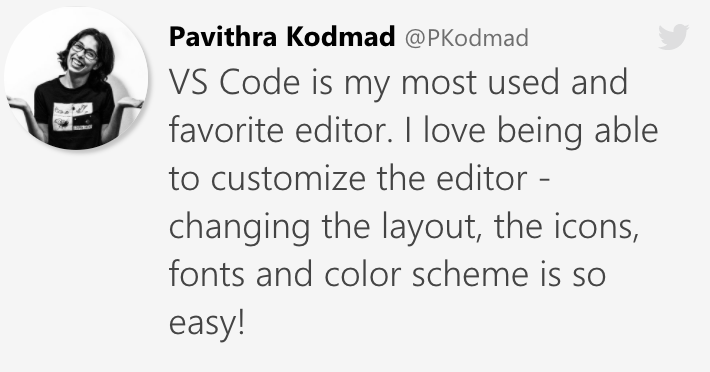 Pavithra Kodmad @PKodmad
VS Code is my most used and
favorite editor. I love being able
to customize the editor -
changing the layout, the icons,
fonts and color scheme is so
easy!